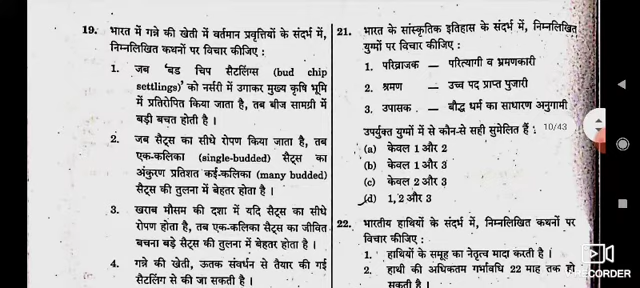 19. भारत में गन्ने की खेती में वर्तमान प्रवृत्तियों के संदर्भ में,
निम्नलिखित कथनों पर विचार कीजिए :
1. जब 'बड चिप सैटलिंग्स (bud chip
settlings)' को नर्सरी में उगाकर मुख्य कृषि भूमि
में प्रतिरोपित किया जाता है, तब बीज सामग्री में
बड़ी बचत होती है ।
2. जब सैट्स का सीधे रोपण किया जाता है, तब
एक-कलिका (single-budded) सैट्स का
अंकुरण प्रतिशत कई-कलिका (many budded)
सैट्स की तुलना में बेहतर होता है ।
3. खराब मौसम की दशा में यदि सैट्स का सीधे
रोपण होता है, तब एक-कलिका सैट्स का जीवित
बचना बड़े सैट्स की तुलना में बेहतर होता है ।
4. गन्ने की खेती, ऊतक संवर्धन से तैयार की गई
सैटलिंग से की जा सकती है ।
21. भारत के सांस्कृतिक इतिहास के संदर्भ में, निम्नलिखित
युग्मों पर विचार कीजिए :
1. परिव्राजक — परित्यागी व भ्रमणकारी
2. श्रमण — उच्च पद प्राप्त पुजारी
3. उपासक — बौद्ध धर्म का साधारण अनुगामी
उपर्युक्त युग्मों में से कौन-से सही सुमेलित हैं :
10/43
(a) केवल 1 और 2
(b) केवल 1 और 3
(c) केवल 2 और 3
(d) 1, 2 और 3
22. भारतीय हाथियों के संदर्भ में, निम्नलिखित कथनों पर
विचार कीजिए :
1. हाथियों के समूह का नेतृत्व मादा करती है ।
2. हाथी की अधिकतम गर्भावधि 22 माह तक हो
सकती है ।
RECORDER